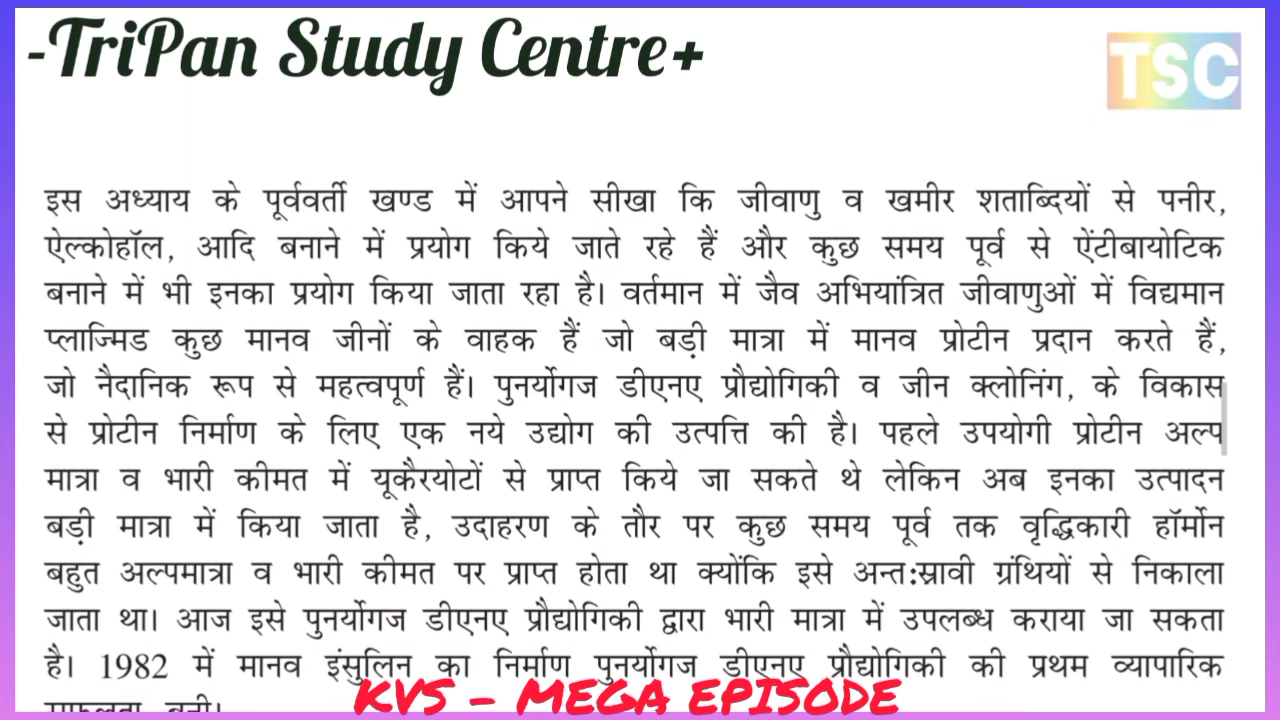 -TriPan Study Centre+
TSC
इस अध्याय के पूर्ववर्ती खण्ड में आपने सीखा कि जीवाणु व खमीर शताब्दियों से पनीर,
ऐल्कोहॉल, आदि बनाने में प्रयोग किये जाते रहे हैं और कुछ समय पूर्व से ऐंटीबायोटिक
बनाने में भी इनका प्रयोग किया जाता रहा है। वर्तमान में जैव अभियांत्रित जीवाणुओं में विद्यमान
प्लाज्मिड कुछ मानव जीनों के वाहक हैं जो बड़ी मात्रा में मानव प्रोटीन प्रदान करते हैं,
जो नैदानिक रूप से महत्वपूर्ण हैं। पुनर्योगज डीएनए प्रौद्योगिकी व जीन क्लोनिंग, के विकास
से प्रोटीन निर्माण के लिए एक नये उद्योग की उत्पत्ति की है। पहले उपयोगी प्रोटीन अल्प
मात्रा व भारी कीमत में यूकैरयोटों से प्राप्त किये जा सकते थे लेकिन अब इनका उत्पादन
बड़ी मात्रा में किया जाता है, उदाहरण के तौर पर कुछ समय पूर्व तक वृद्धिकारी हॉर्मोन
बहुत अल्पमात्रा व भारी कीमत पर प्राप्त होता था क्योंकि इसे अन्त:स्रावी ग्रंथियों से निकाला
जाता था। आज इसे पुनर्योगज डीएनए प्रौद्योगिकी द्वारा भारी मात्रा में उपलब्ध कराया जा सकता
है। 1982 में मानव इंसुलिन का निर्माण पुनर्योगज डीएनए प्रौद्योगिकी की प्रथम व्यापारिक
KVS - MEGA EPISODE